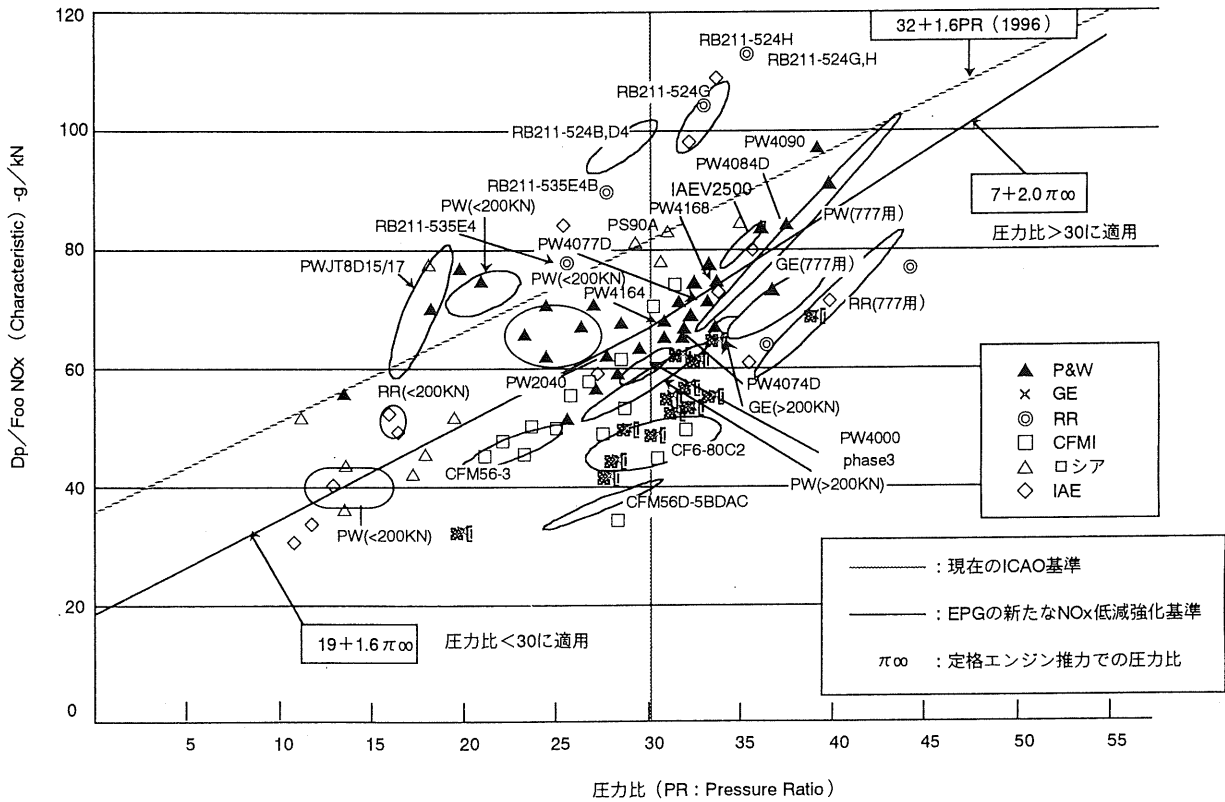 120
100
80
60
40
20
0
Dp／Foo NOx （Characteristic）-g／kN
5
10
15
20
25
30
35
40
45
50
55
圧力比（PR：Pressure Ratio）
32＋1.6PR（1996）
RB211-524H
RB211-524G,H
RB211-524G
RB211-524B,D4
PW4090
PW4084D
RB211-535E4B
IAEV2500
7＋2.0π∞
PW(<200KN)
PW4168
PW(777用)
RB211-535E4
PS90A
圧力比>30に適用
PW4077D
PWJT8D15/17
PW(<200KN)
GE(777用)
PW4164
RR(777用)
RR(<200KN)
PW2040
PW4074D
GE(>200KN)
PW4000
phase3
CFM56-3
CF6-80C2
PW(>200KN)
CFM56D-5BDAC
PW(<200KN)
19＋1.6π∞
圧力比<30に適用
P&W
GE
RR
CFMI
ロシア
IAE
：現在のICAO基準
：EPGの新たなNOx低減強化基準
π∞ ：定格エンジン推力での圧力比